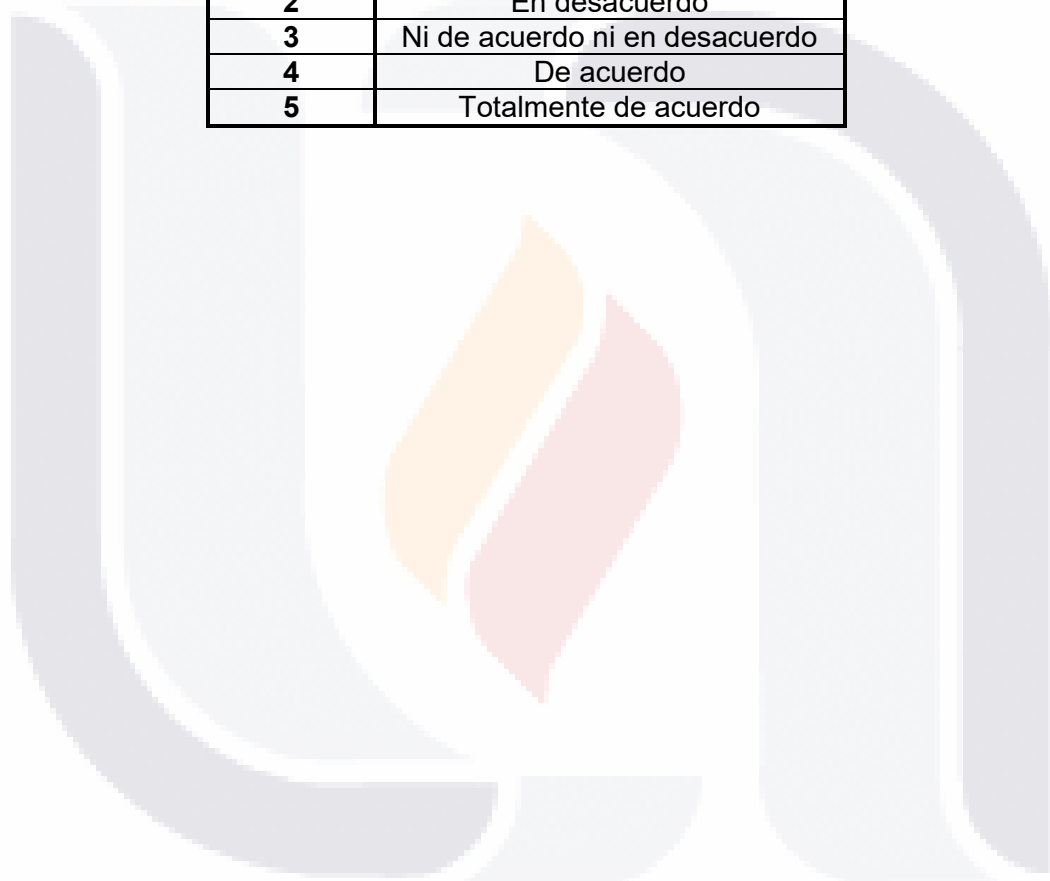 2 En desacuerdo
3 Ni de acuerdo ni en desacuerdo
4 De acuerdo
5 Totalmente de acuerdo